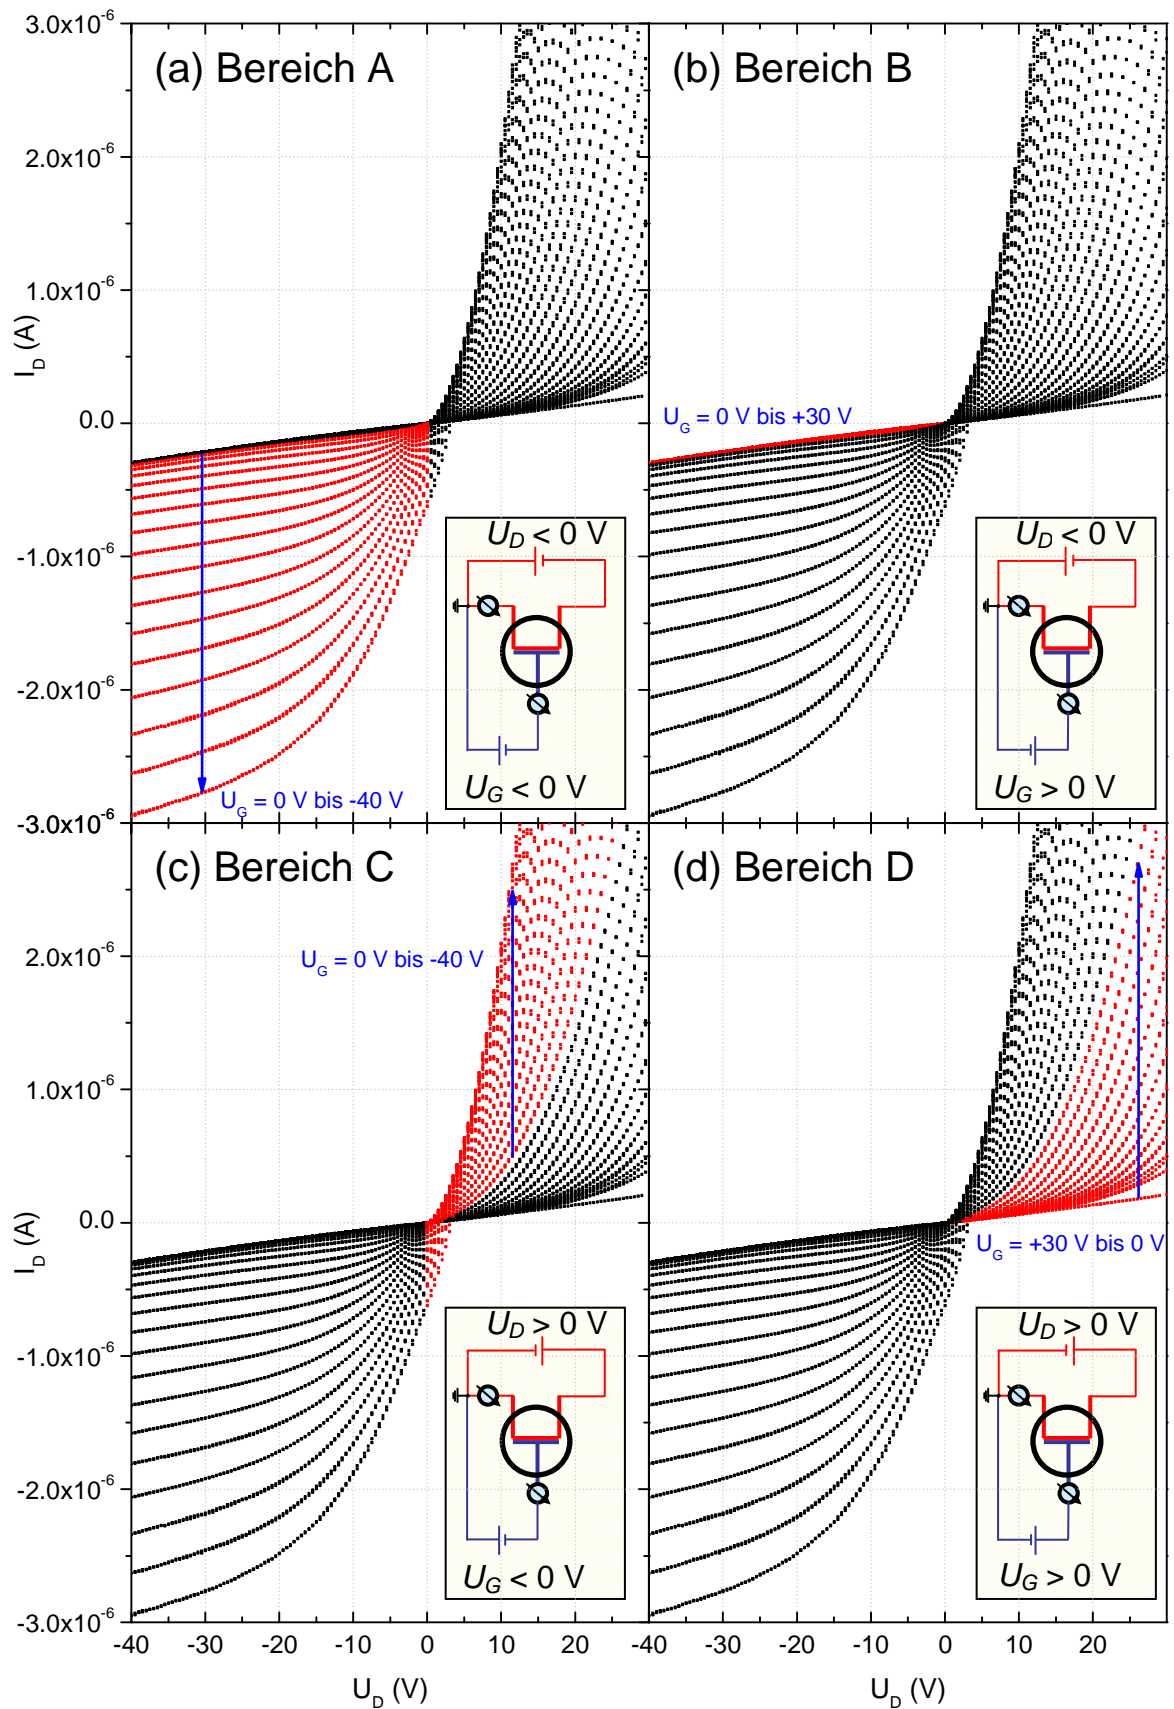 3.0x10⁻⁶
(a) Bereich A
(b) Bereich B
2.0x10⁻⁶
1.0x10⁻⁶
I_D (A)
0.0
U_G = 0 V bis +30 V
U_D < 0 V
U_D < 0 V
-1.0x10⁻⁶
-2.0x10⁻⁶
U_G < 0 V
U_G > 0 V
U_G = 0 V bis -40 V
-3.0x10⁻⁶
(c) Bereich C
(d) Bereich D
U_G = 0 V bis -40 V
2.0x10⁻⁶
1.0x10⁻⁶
I_D (A)
0.0
U_G = +30 V bis 0 V
U_D > 0 V
U_D > 0 V
-1.0x10⁻⁶
-2.0x10⁻⁶
U_G < 0 V
U_G > 0 V
-3.0x10⁻⁶
-40 -30 -20 -10 0 10 20 -40 -30 -20 -10 0 10 20
U_D (V)
U_D (V)